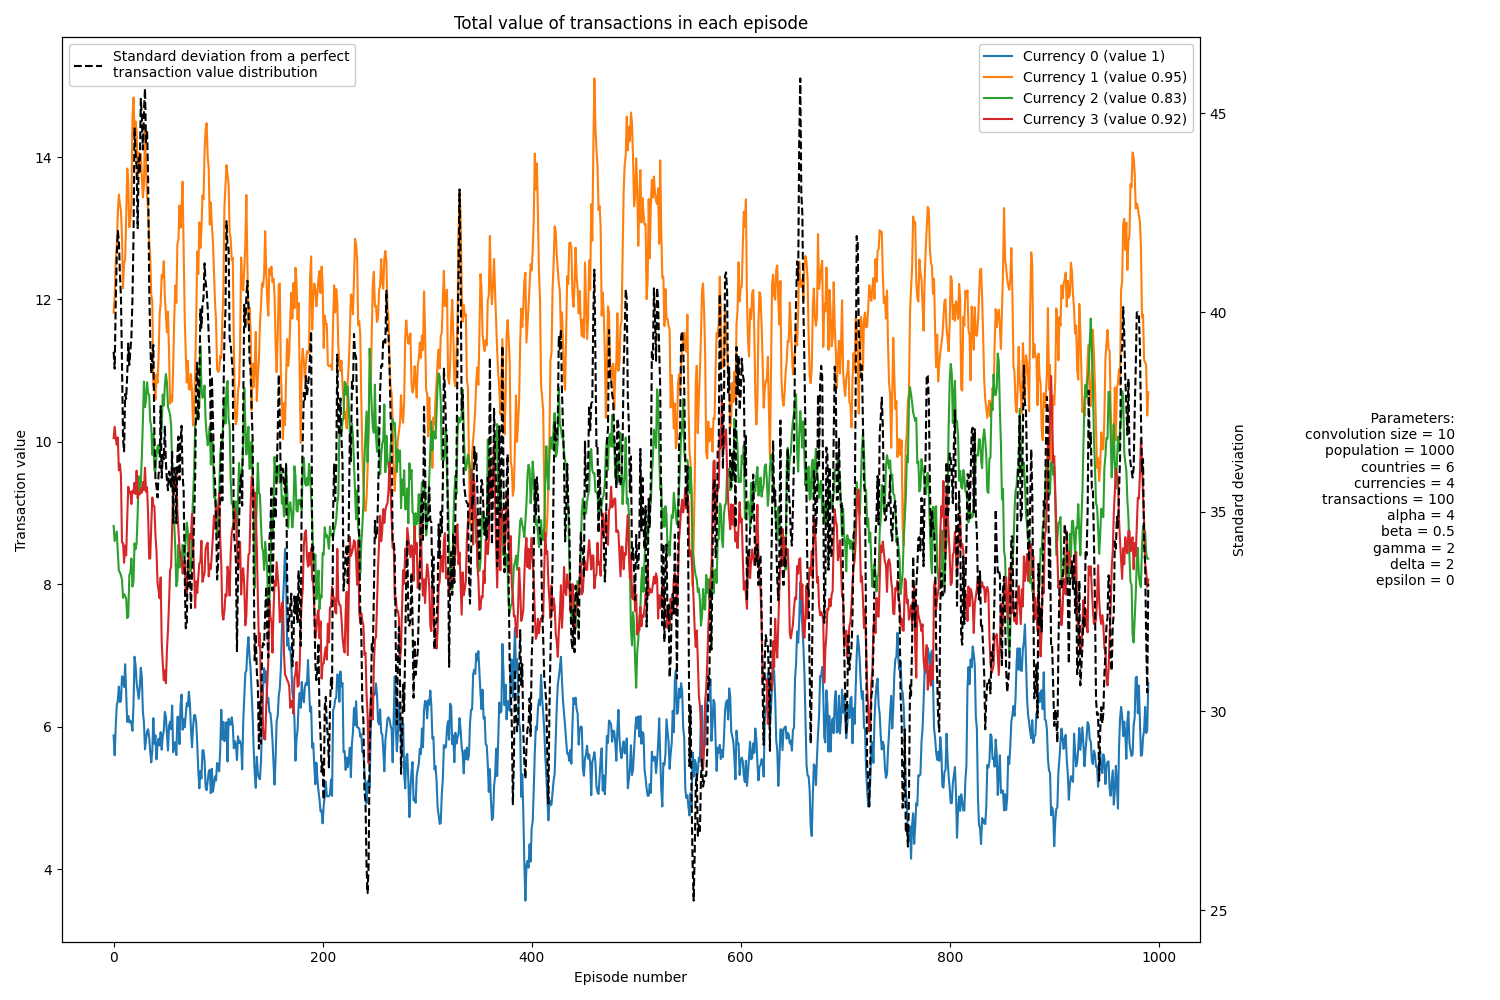 Total value of transactions in each episode
Standard deviation from a perfect
transaction value distribution
Currency 0 (value 1)
Currency 1 (value 0.95)
Currency 2 (value 0.83)
Currency 3 (value 0.92)
Transaction value
14
12
10
8
6
4
45
40
35
30
25
Standard deviation
0
200
400
600
800
1000
Episode number
Parameters:
convolution size = 10
population = 1000
countries = 6
currencies = 4
transactions = 100
alpha = 4
beta = 0.5
gamma = 2
delta = 2
epsilon = 0